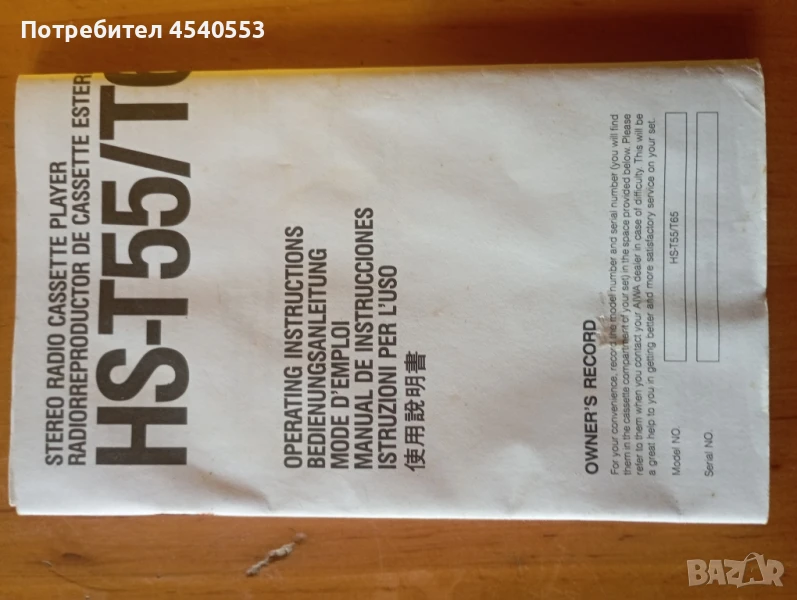 Потребител 4540553
STEREO RADIO CASSETTE PLAYER
RADIORREPRODUCTOR DE CASSETTE ESTER
HS-T55/T6
OPERATING INSTRUCTIONS
BEDIENUNGSANLEITUNG
MODE D'EMPLOI
MANUAL DE INSTRUCCIONES
ISTRUZIONI PER L'USO
使用說明書
OWNER'S RECORD
For your convenience, record the model number and serial number (you will find
them in the cassette compartment of your set) in the space provided below. Please
refer to them when you contact your AIWA dealer in case of difficulty. This will be
a great help to you in getting better and more satisfactory service on your set.
Model NO. HS-T55/T65
Serial NO.
BAZAR